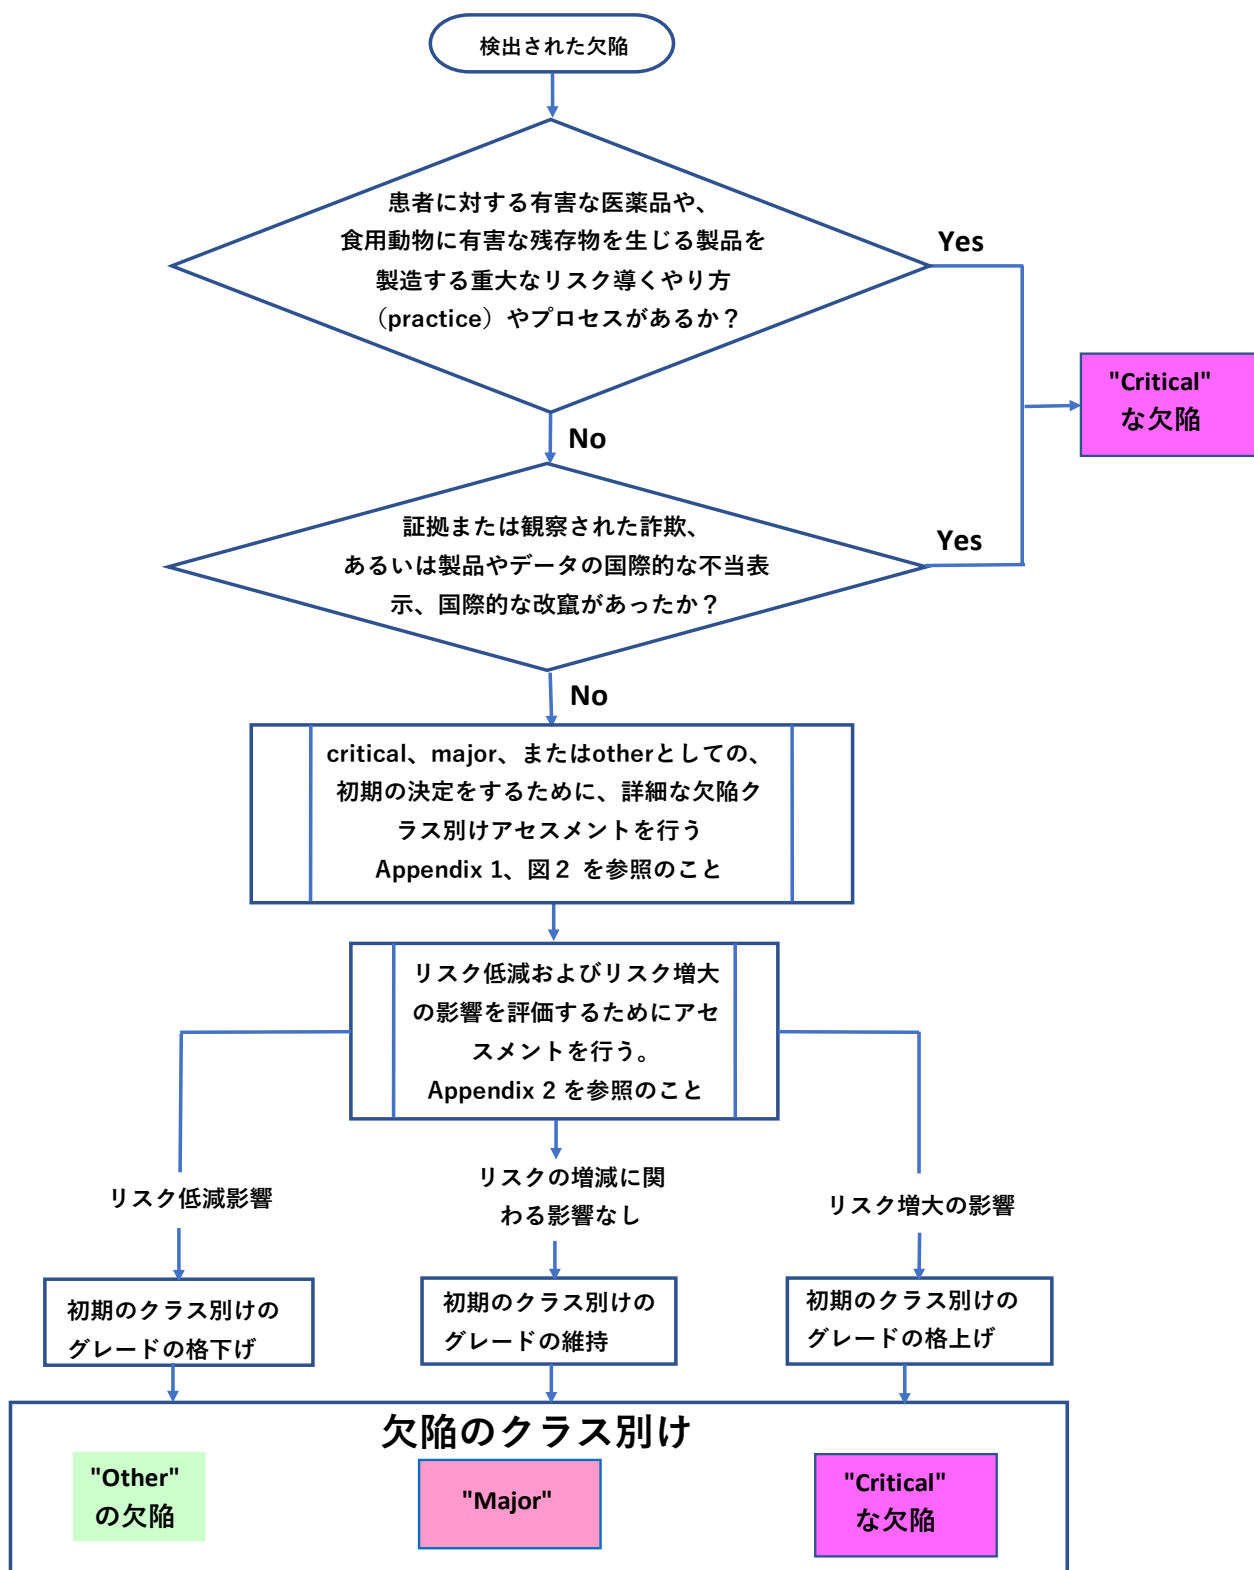 検出された欠陥
患者に対する有害な医薬品や、
食用動物に有害な残存物を生じる製品を
製造する重大なリスク導くやり方
（practice）やプロセスがあるか？
Yes
"Critical"
な欠陥
No
証拠または観察された詐欺、
あるいは製品やデータの国際的な不当表
示、国際的な改竄があったか？
Yes
No
critical、major、またはotherとしての、
初期の決定をするために、詳細な欠陥ク
ラス別けアセスメントを行う
Appendix 1、図２ を参照のこと
リスク低減およびリスク増大
の影響を評価するためにアセ
スメントを行う。
Appendix 2 を参照のこと
リスク低減影響
リスクの増減に関
わる影響なし
リスク増大の影響
初期のクラス別けの
グレードの格下げ
初期のクラス別けの
グレードの維持
初期のクラス別けの
グレードの格上げ
欠陥のクラス別け
"Other"
の欠陥
"Major"
"Critical"
な欠陥